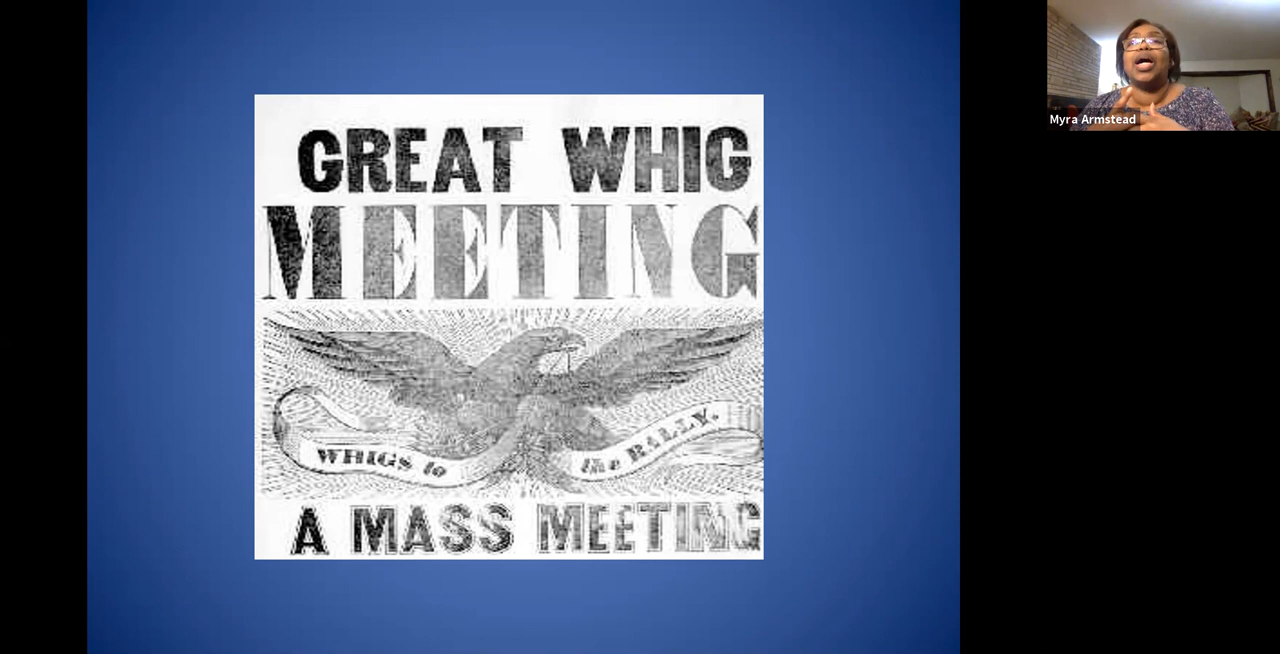 GREAT WHIG
MEETING
WHIGS to the RALLY.
A MASS MEETING
Myra Armstead